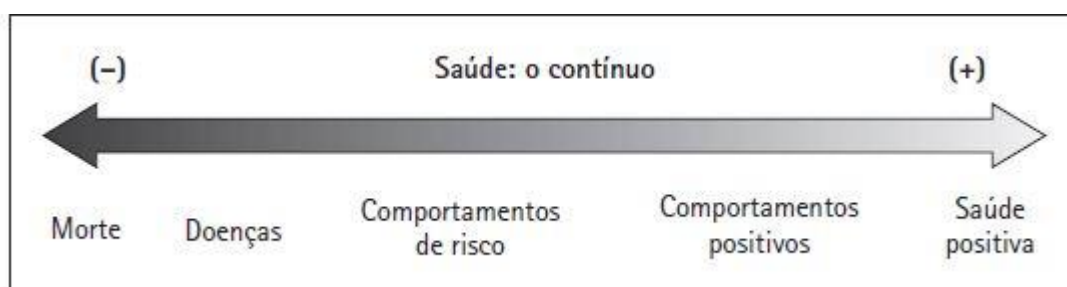 (–) Saúde: o contínuo (+)
Morte Doenças Comportamentos de risco Comportamentos positivos Saúde positiva